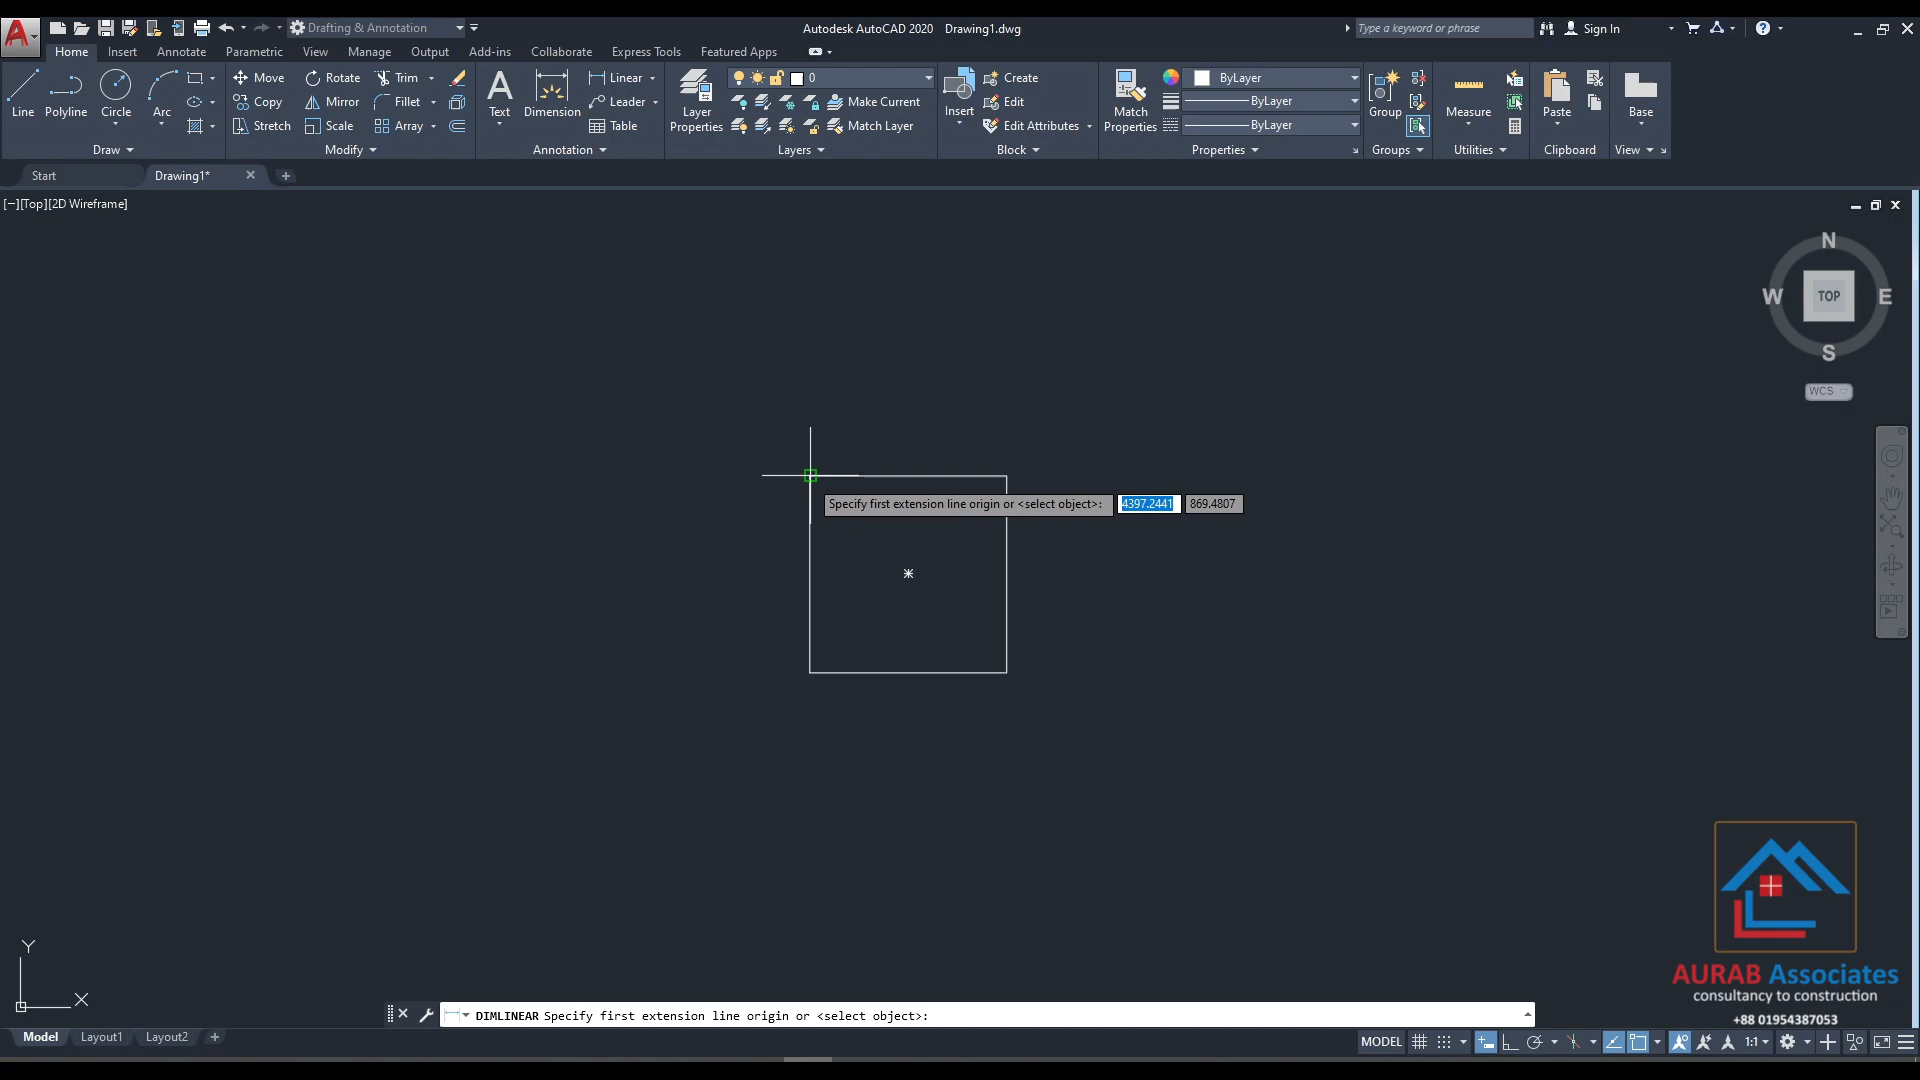 Drafting & Annotation
Autodesk AutoCAD 2020 Drawing1.dwg
Type a keyword or phrase
Sign In
Home Insert Annotate Parametric View Manage Output Add-ins Collaborate Express Tools Featured Apps
Line Polyline Circle Arc
Move Rotate Trim
Copy Mirror Fillet
Stretch Scale Array
Text Dimension
Linear
Leader
Table
Layer Properties
0
Make Current
Match Layer
Insert
Create
Edit
Edit Attributes
Match Properties
ByLayer
ByLayer
ByLayer
Group
Measure
Paste
Base
Draw Modify Annotation Layers Block Properties Groups Utilities Clipboard View
Start Drawing1*
[−][Top][2D Wireframe]
N
W TOP E
S
WCS
Specify first extension line origin or <select object>: 4397.2441 869.4807
Y
X
AURAB Associates
consultancy to construction
+88 01954387053
DIMLINEAR Specify first extension line origin or <select object>:
Model Layout1 Layout2
MODEL 1:1